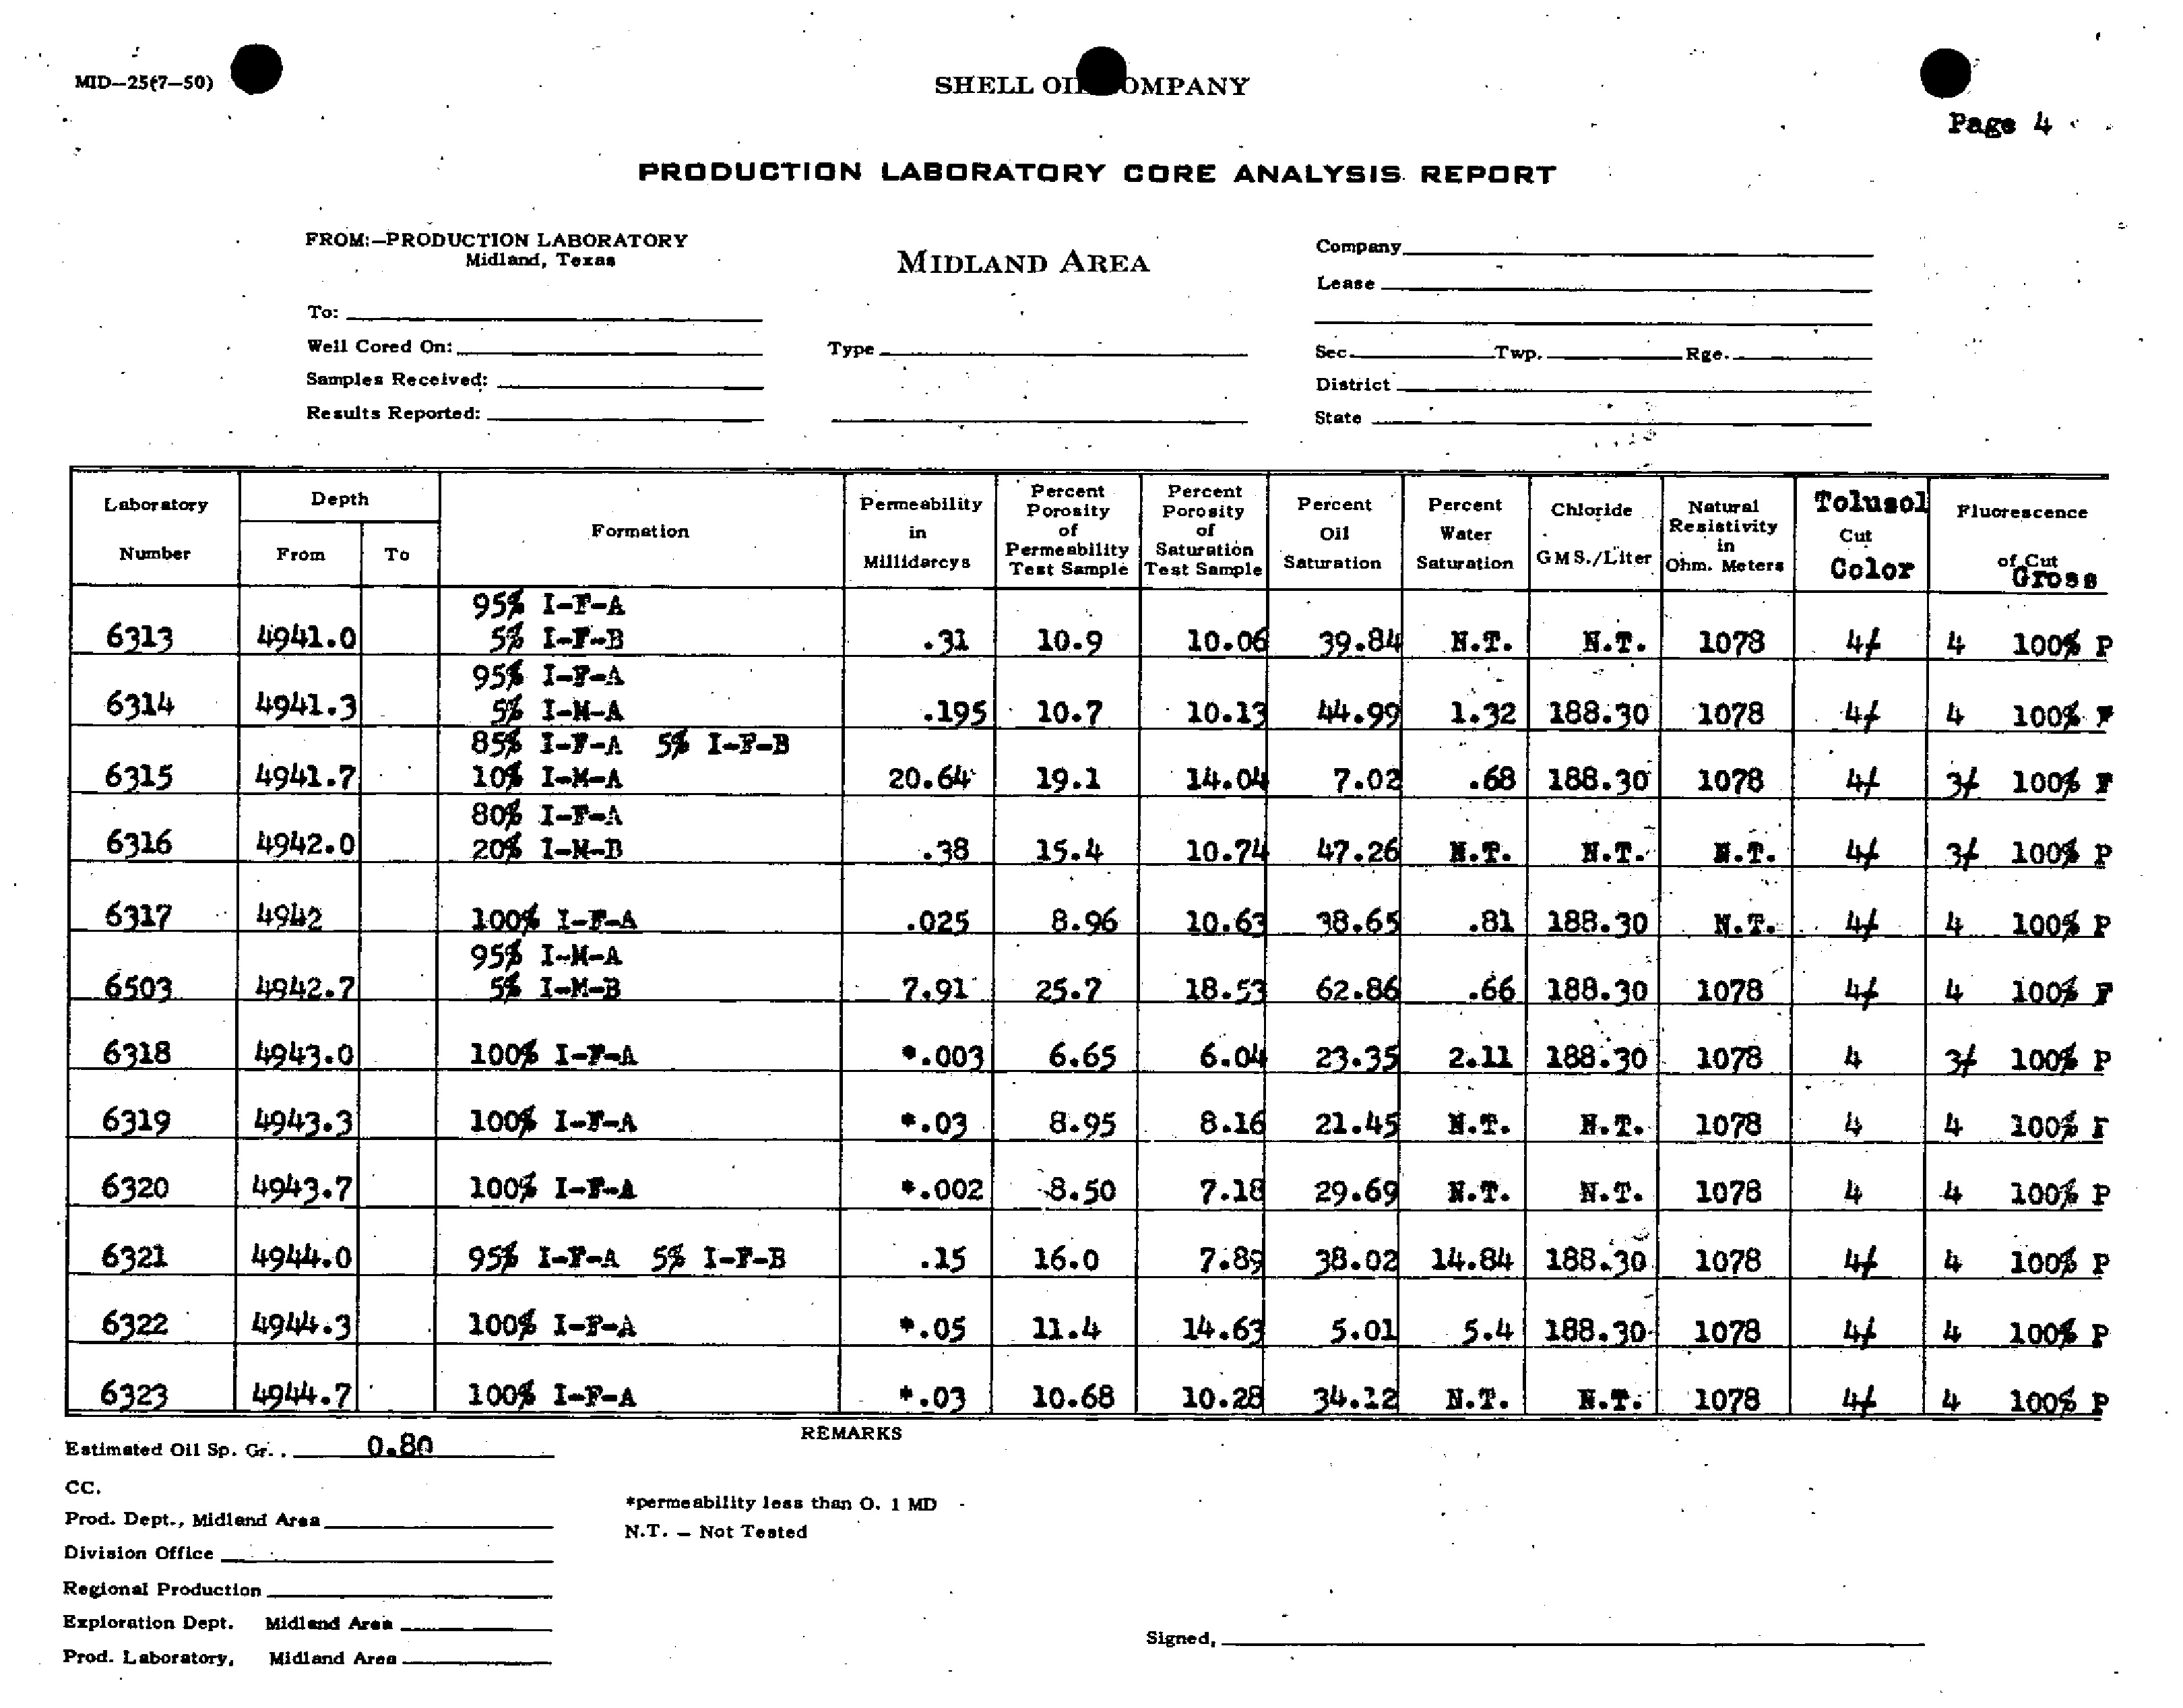 MID—25(7—50)
SHELL OIL COMPANY
Page 4
PRODUCTION LABORATORY CORE ANALYSIS REPORT
FROM:—PRODUCTION LABORATORY
Midland, Texas
MIDLAND AREA
Company
Lease
To:
Well Cored On:
Type
Sec. Twp. Rge.
Samples Received:
District
Results Reported:
State
Laboratory Number
Depth
From To
Formation
Permeability in Millidarcys
Percent Porosity of Permeability Test Sample
Percent Porosity of Saturation Test Sample
Percent Oil Saturation
Percent Water Saturation
Chloride GMS./Liter
Natural Resistivity in Ohm. Meters
Tolusol Cut Color
Fluorescence of Cut Gross
95% I-F-A
6313 4941.0 5% I-F-B .31 10.9 10.06 39.84 N.T. N.T. 1078 4/ 4 100% P
95% I-F-A
6314 4941.3 5% I-M-A .195 10.7 10.13 44.99 1.32 188.30 1078 4/ 4 100% F
85% I-F-A 5% I-F-B
6315 4941.7 10% I-M-A 20.64 19.1 14.04 7.02 .68 188.30 1078 4/ 3/ 100% F
80% I-F-A
6316 4942.0 20% I-M-B .38 15.4 10.74 47.26 N.T. N.T. N.T. 4/ 3/ 100% P
6317 4942 100% I-F-A .025 8.96 10.63 38.65 .81 188.30 N.T. 4/ 4 100% P
95% I-M-A
6503 4942.7 5% I-M-B 7.91 25.7 18.53 62.86 .66 188.30 1078 4/ 4 100% F
6318 4943.0 100% I-F-A *.003 6.65 6.04 23.35 2.11 188.30 1078 4 3/ 100% P
6319 4943.3 100% I-F-A *.03 8.95 8.16 21.45 N.T. N.T. 1078 4 4 100%
6320 4943.7 100% I-F-A *.002 8.50 7.18 29.69 N.T. N.T. 1078 4 4 100% P
6321 4944.0 95% I-F-A 5% I-F-B .15 16.0 7.89 38.02 14.84 188.30 1078 4/ 4 100% P
6322 4944.3 100% I-F-A *.05 11.4 14.63 5.01 5.4 188.30 1078 4/ 4 100% P
6323 4944.7 100% I-F-A *.03 10.68 10.28 34.12 N.T. N.T. 1078 4/ 4 100% P
REMARKS
Estimated Oil Sp. Gr. . 0.80
CC.
*permeability less than 0. 1 MD
Prod. Dept., Midland Area
N.T. — Not Tested
Division Office
Regional Production
Exploration Dept. Midland Area
Signed,
Prod. Laboratory, Midland Area